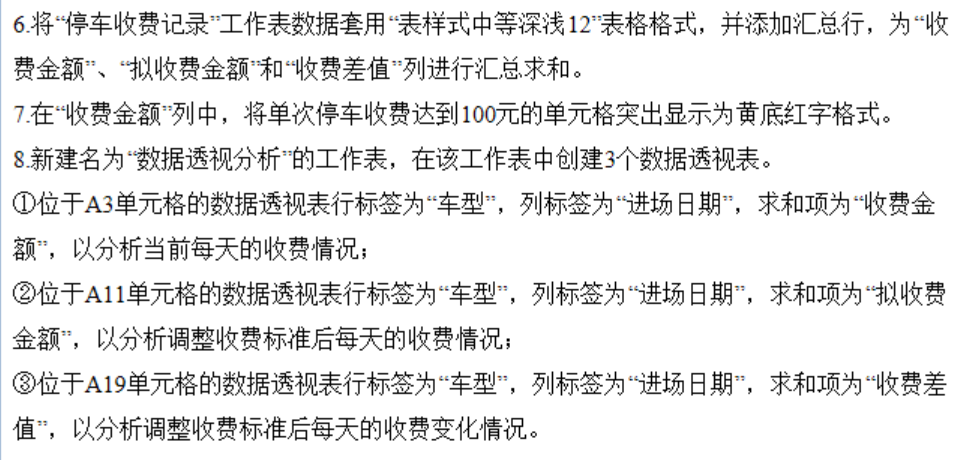 6.将“停车收费记录”工作表数据套用“表样式中等深浅12”表格格式，并添加汇总行，为“收
费金额”、“拟收费金额”和“收费差值”列进行汇总求和。
7.在“收费金额”列中，将单次停车收费达到100元的单元格突出显示为黄底红字格式。
8.新建名为“数据透视分析”的工作表，在该工作表中创建3个数据透视表。
①位于A3单元格的数据透视表行标签为“车型”，列标签为“进场日期”，求和项为“收费金
额”，以分析当前每天的收费情况；
②位于A11单元格的数据透视表行标签为“车型”，列标签为“进场日期”，求和项为“拟收费
金额”，以分析调整收费标准后每天的收费情况；
③位于A19单元格的数据透视表行标签为“车型”，列标签为“进场日期”，求和项为“收费差
值”，以分析调整收费标准后每天的收费变化情况。